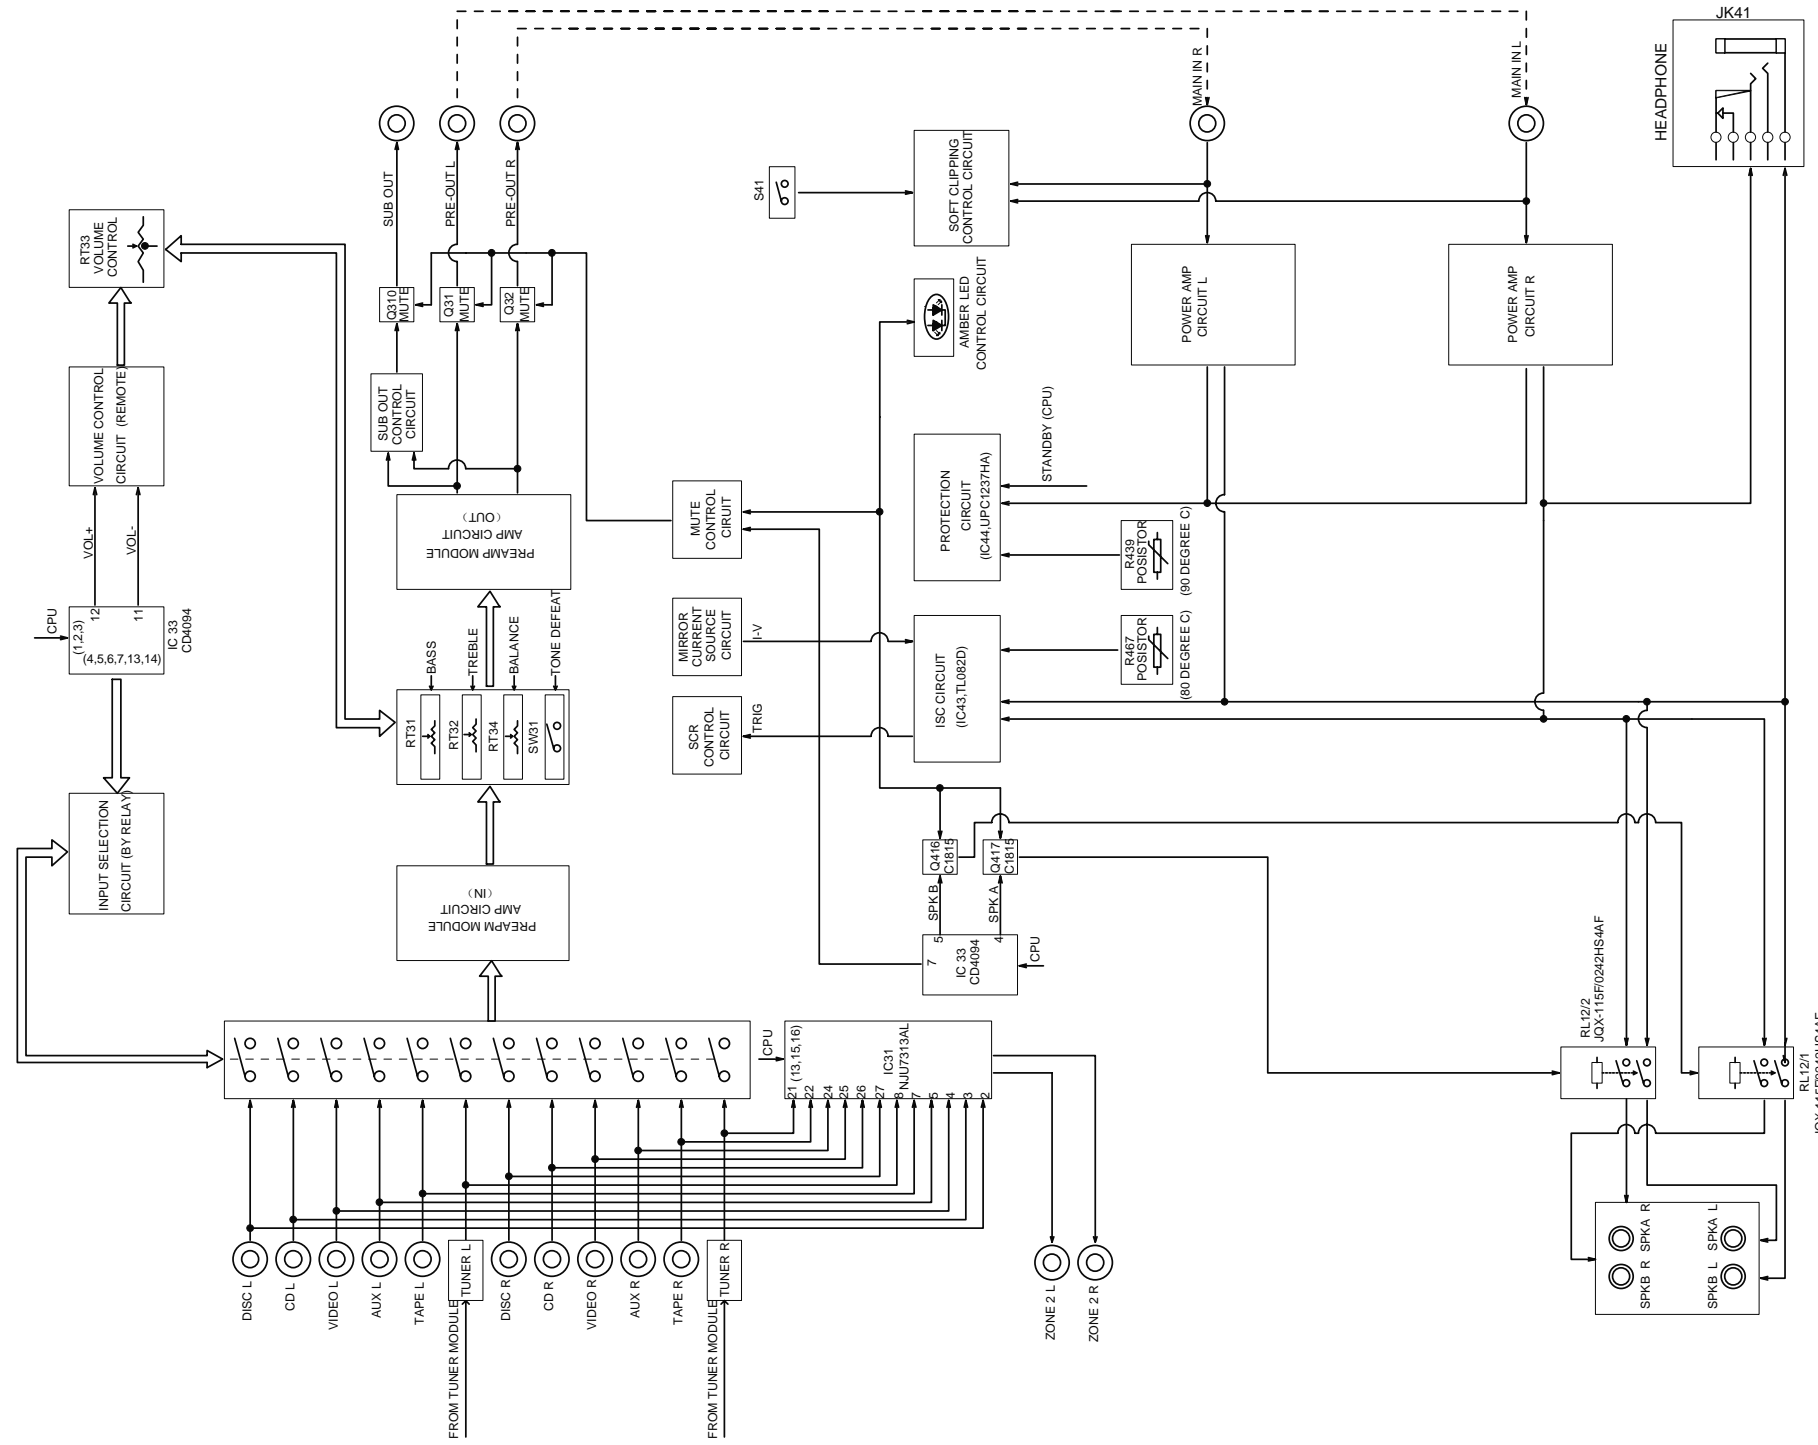 JK41
HEADPHONE
MAIN IN R
MAIN IN L
SUB OUT
PRE-OUT L
PRE-OUT R
S41
SOFT CLIPPING
CONTROL CIRCUIT
RT33
VOLUME
CONTROL
Q310
MUTE
Q31
MUTE
Q32
MUTE
AMBER LED
CONTROL CIRCUIT
POWER AMP
CIRCUIT L
POWER AMP
CIRCUIT R
VOLUME CONTROL
CIRCUIT (REMOTE)
SUB OUT
CONTROL
CIRCUIT
STANDBY (CPU)
PROTECTION
CIRCUIT
(IC44,UPC1237HA)
MUTE
CONTROL
CIRCUIT
PREAMP MODULE
AMP CIRCUIT
(OUT)
VOL+
VOL-
R439
POSISTOR
(90 DEGREE C)
CPU
(1,2,3)
12
11
(4,5,6,7,13,14)
IC 33
CD4094
BASS
TREBLE
BALANCE
TONE DEFEAT
MIRROR
CURRENT
SOURCE
CIRCUIT
I-V
ISC CIRCUIT
(IC43,TL082D)
R467
POSISTOR
(80 DEGREE C)
RT31
RT32
RT34
SW31
SCR
CONTROL
CIRCUIT
TRIG
INPUT SELECTION
CIRCUIT (BY RELAY)
Q416
C1815
Q417
C1815
SPK B
SPK A
PREAPM MODULE
AMP CIRCUIT
(IN)
5
4
7
IC 33
CD4094
CPU
RL12/2
JQX-115F/0242HS4AF
RL12/1
CPU
21 (13,15,16)
22
24
25
26
27
8
7
5
4
3
2
IC31
NJU7313AL
DISC L
CD L
VIDEO L
AUX L
TAPE L
TUNER L
DISC R
CD R
VIDEO R
AUX R
TAPE R
TUNER R
FROM TUNER MODULE
FROM TUNER MODULE
ZONE 2 L
ZONE 2 R
SPKA R
SPKB R
SPKA L
SPKB L